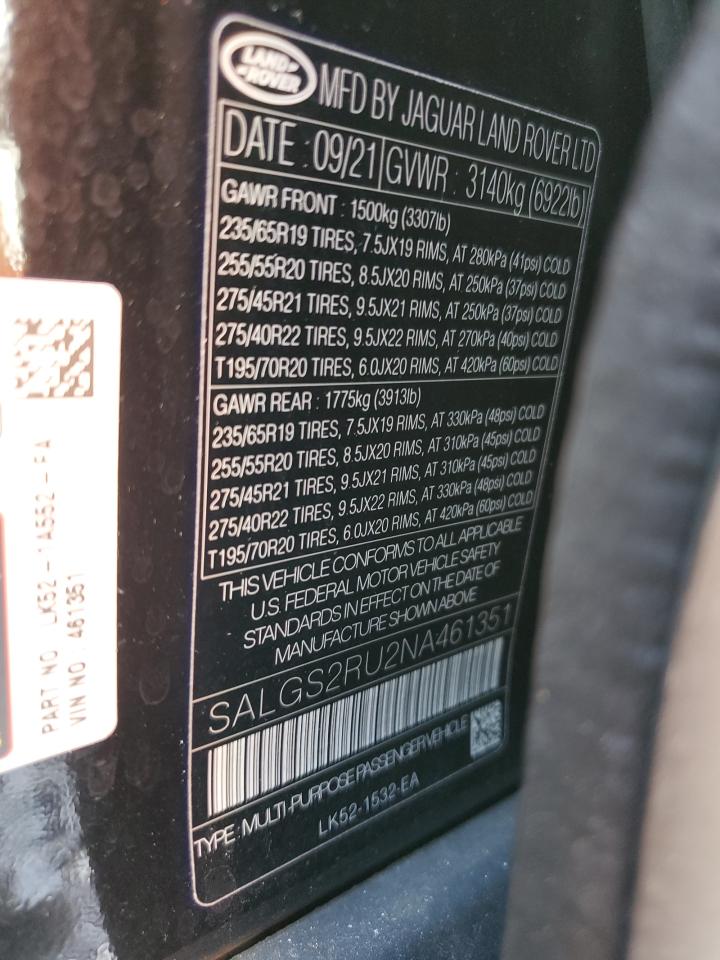 LAND ROVER
MFD BY JAGUAR LAND ROVER LTD
DATE : 09/21 GVWR : 3140kg (6922lb)
GAWR FRONT : 1500kg (3307lb)
235/65R19 TIRES, 7.5JX19 RIMS, AT 280kPa (41psi) COLD
255/55R20 TIRES, 8.5JX20 RIMS, AT 250kPa (37psi) COLD
275/45R21 TIRES, 9.5JX21 RIMS, AT 250kPa (37psi) COLD
275/40R22 TIRES, 9.5JX22 RIMS, AT 270kPa (40psi) COLD
T195/70R20 TIRES, 6.0JX20 RIMS, AT 420kPa (60psi) COLD
GAWR REAR : 1775kg (3913lb)
235/65R19 TIRES, 7.5JX19 RIMS, AT 330kPa (48psi) COLD
255/55R20 TIRES, 8.5JX20 RIMS, AT 310kPa (45psi) COLD
275/45R21 TIRES, 9.5JX21 RIMS, AT 310kPa (45psi) COLD
275/40R22 TIRES, 9.5JX22 RIMS, AT 330kPa (48psi) COLD
T195/70R20 TIRES, 6.0JX20 RIMS, AT 420kPa (60psi) COLD
THIS VEHICLE CONFORMS TO ALL APPLICABLE
U.S. FEDERAL MOTOR VEHICLE SAFETY
STANDARDS IN EFFECT ON THE DATE OF
MANUFACTURE SHOWN ABOVE
SALGS2RU2NA461351
TYPE : MULTI-PURPOSE PASSENGER VEHICLE
LK52-1532-EA
PART NO : LK52-1A552-EA
VIN NO : 461351